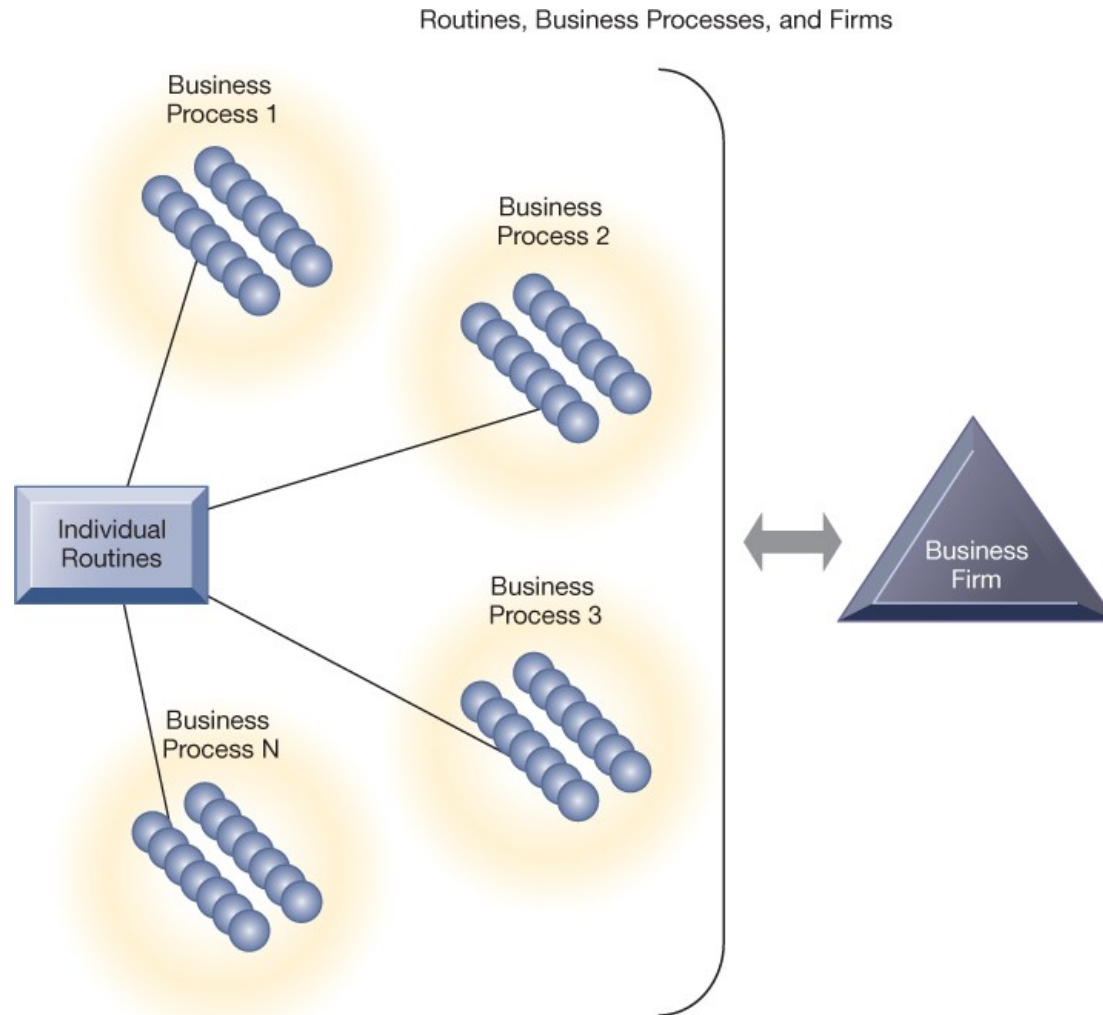 Routines, Business Processes, and Firms
Business
Process 1
Business
Process 2
Individual
Routines
Business
Firm
Business
Process 3
Business
Process N